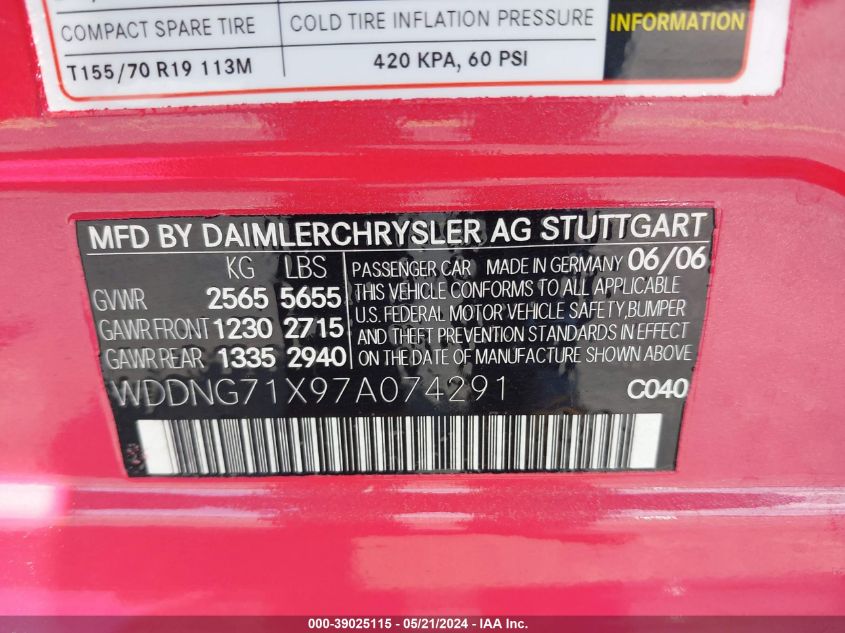 COMPACT SPARE TIRE COLD TIRE INFLATION PRESSURE INFORMATION
T155/70 R19 113M 420 KPA, 60 PSI
MFD BY DAIMLERCHRYSLER AG STUTTGART
KG LBS PASSENGER CAR MADE IN GERMANY 06/06
GVWR 2565 5655 THIS VEHICLE CONFORMS TO ALL APPLICABLE
GAWR FRONT 1230 2715 U.S. FEDERAL MOTOR VEHICLE SAFETY, BUMPER
GAWR REAR 1335 2940 AND THEFT PREVENTION STANDARDS IN EFFECT
ON THE DATE OF MANUFACTURE SHOWN ABOVE.
WDDNG71X97A074291 C040
000-39025115 - 05/21/2024 - IAA Inc.